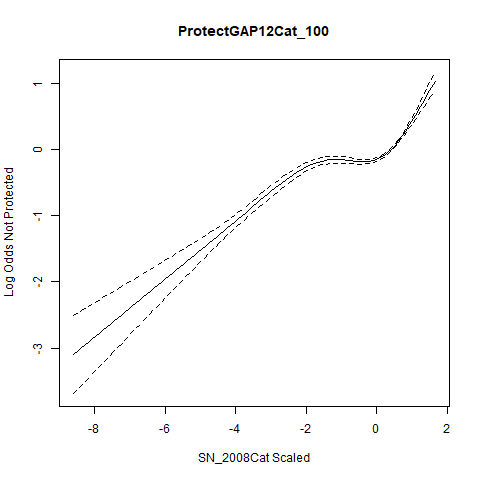 ProtectGAP12Cat_100
Log Odds Not Protected
1
0
-1
-2
-3
-8 -6 -4 -2 0 2
SN_2008Cat Scaled